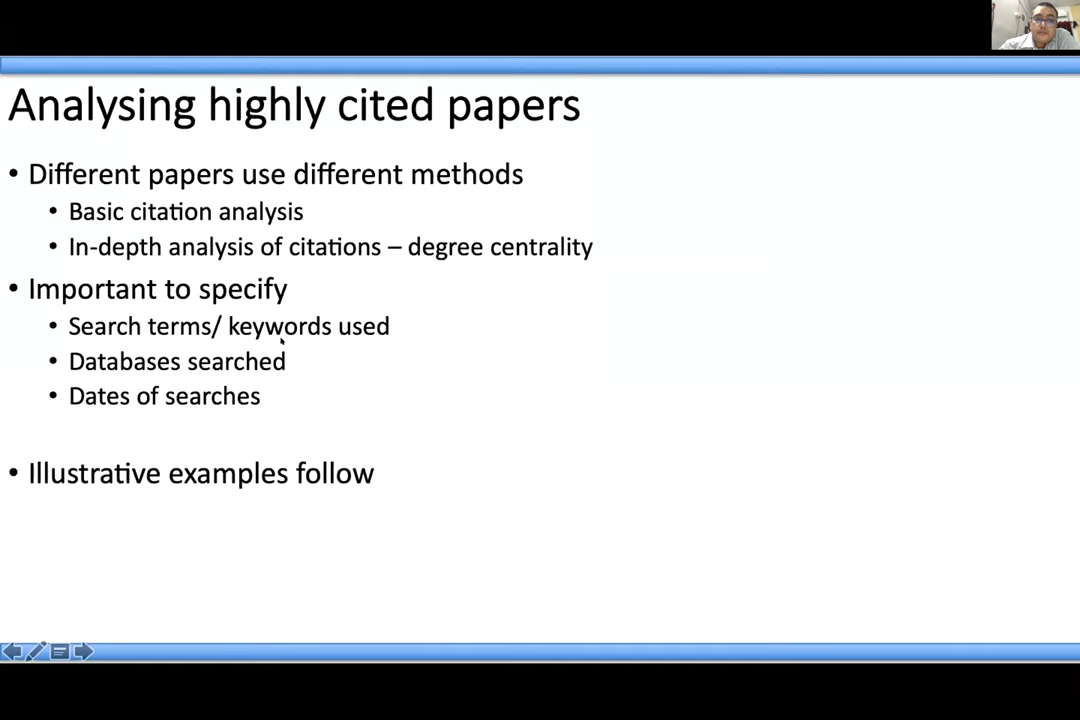 Analysing highly cited papers
• Different papers use different methods
• Basic citation analysis
• In-depth analysis of citations – degree centrality
• Important to specify
• Search terms/ keywords used
• Databases searched
• Dates of searches
• Illustrative examples follow